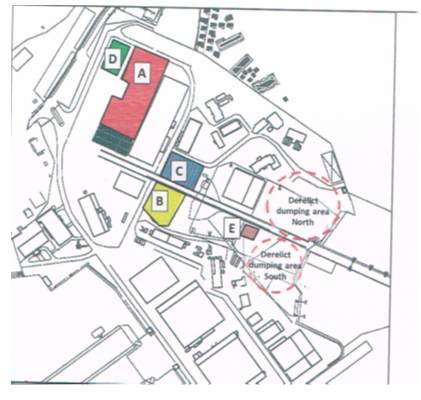 D
A
C
B
E
Derelict
dumping area
North
Derelict
dumping area
South